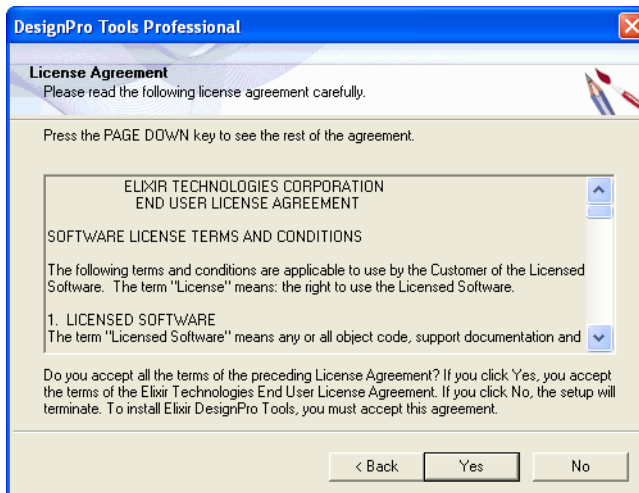 DesignPro Tools Professional
License Agreement
Please read the following license agreement carefully.
Press the PAGE DOWN key to see the rest of the agreement.
ELIXIR TECHNOLOGIES CORPORATION
END USER LICENSE AGREEMENT
SOFTWARE LICENSE TERMS AND CONDITIONS
The following terms and conditions are applicable to use by the Customer of the Licensed
Software. The term "License" means: the right to use the Licensed Software.
1. LICENSED SOFTWARE
The term "Licensed Software" means any or all object code, support documentation and
Do you accept all the terms of the preceding License Agreement? If you click Yes, you accept
the terms of the Elixir Technologies End User License Agreement. If you click No, the setup will
terminate. To install Elixir DesignPro Tools, you must accept this agreement.
< Back Yes No